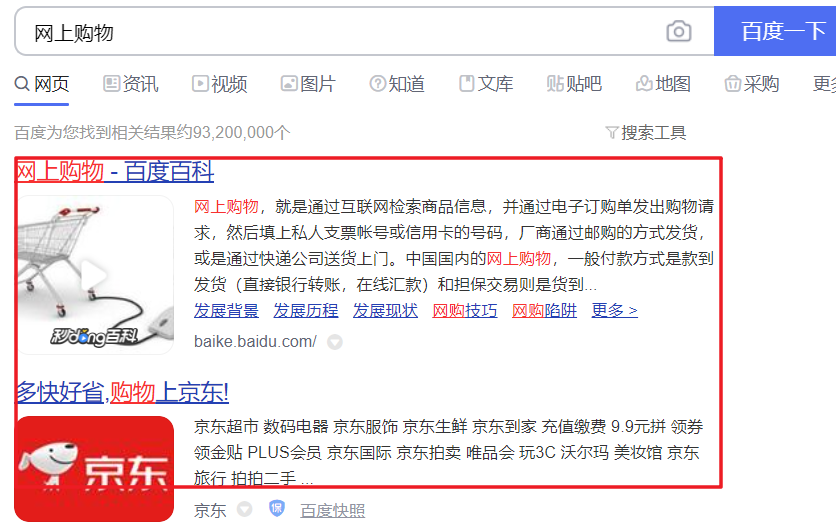 网上购物
百度一下
网页 资讯 视频 图片 知道 文库 贴吧 地图 采购
百度为您找到相关结果约93,200,000个
搜索工具
网上购物 - 百度百科
网上购物，就是通过互联网检索商品信息，并通过电子订购单发出购物请
求，然后填上私人支票帐号或信用卡的号码，厂商通过邮购的方式发货，
或是通过快递公司送货上门。中国国内的网上购物，一般付款方式是款到
发货（直接银行转账，在线汇款）和担保交易则是货到...
发展背景 发展历程 发展现状 网购技巧 网购陷阱 更多 >
秒dong百科
baike.baidu.com/
多快好省,购物上京东!
京东超市 数码电器 京东服饰 京东生鲜 京东到家 充值缴费 9.9元拼 领券
领金贴 PLUS会员 京东国际 京东拍卖 唯品会 玩3C 沃尔玛 美妆馆 京东
旅行 拍拍二手 ...
京东
京东 保 百度快照